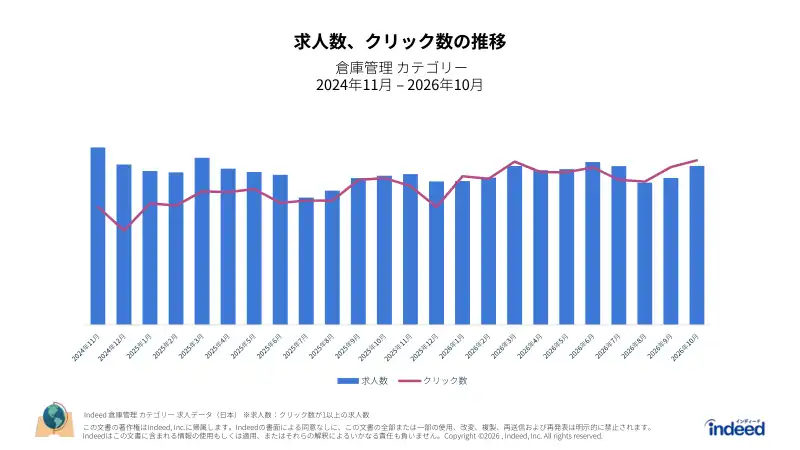 求人数、クリック数の推移
倉庫管理 カテゴリー
2024年11月 – 2026年10月
2024年11月
2024年12月
2025年1月
2025年2月
2025年3月
2025年4月
2025年5月
2025年6月
2025年7月
2025年8月
2025年9月
2025年10月
2025年11月
2025年12月
2026年1月
2026年2月
2026年3月
2026年4月
2026年5月
2026年6月
2026年7月
2026年8月
2026年9月
2026年10月
求人数 クリック数
Indeed 倉庫管理 カテゴリー 求人データ（日本） ※求人数：クリック数が1以上の求人数
この文書の著作権はIndeed, Inc.に帰属します。Indeedの書面による同意なしに、この文書の全部または一部の使用、改変、複製、再送信および再発表は明示的に禁止されます。
Indeedはこの文書に含まれる情報の使用もしくは適用、またはそれらの解釈によるいかなる責任も負いません。Copyright ©2026 , Indeed, Inc. All rights reserved.
インディード
indeed